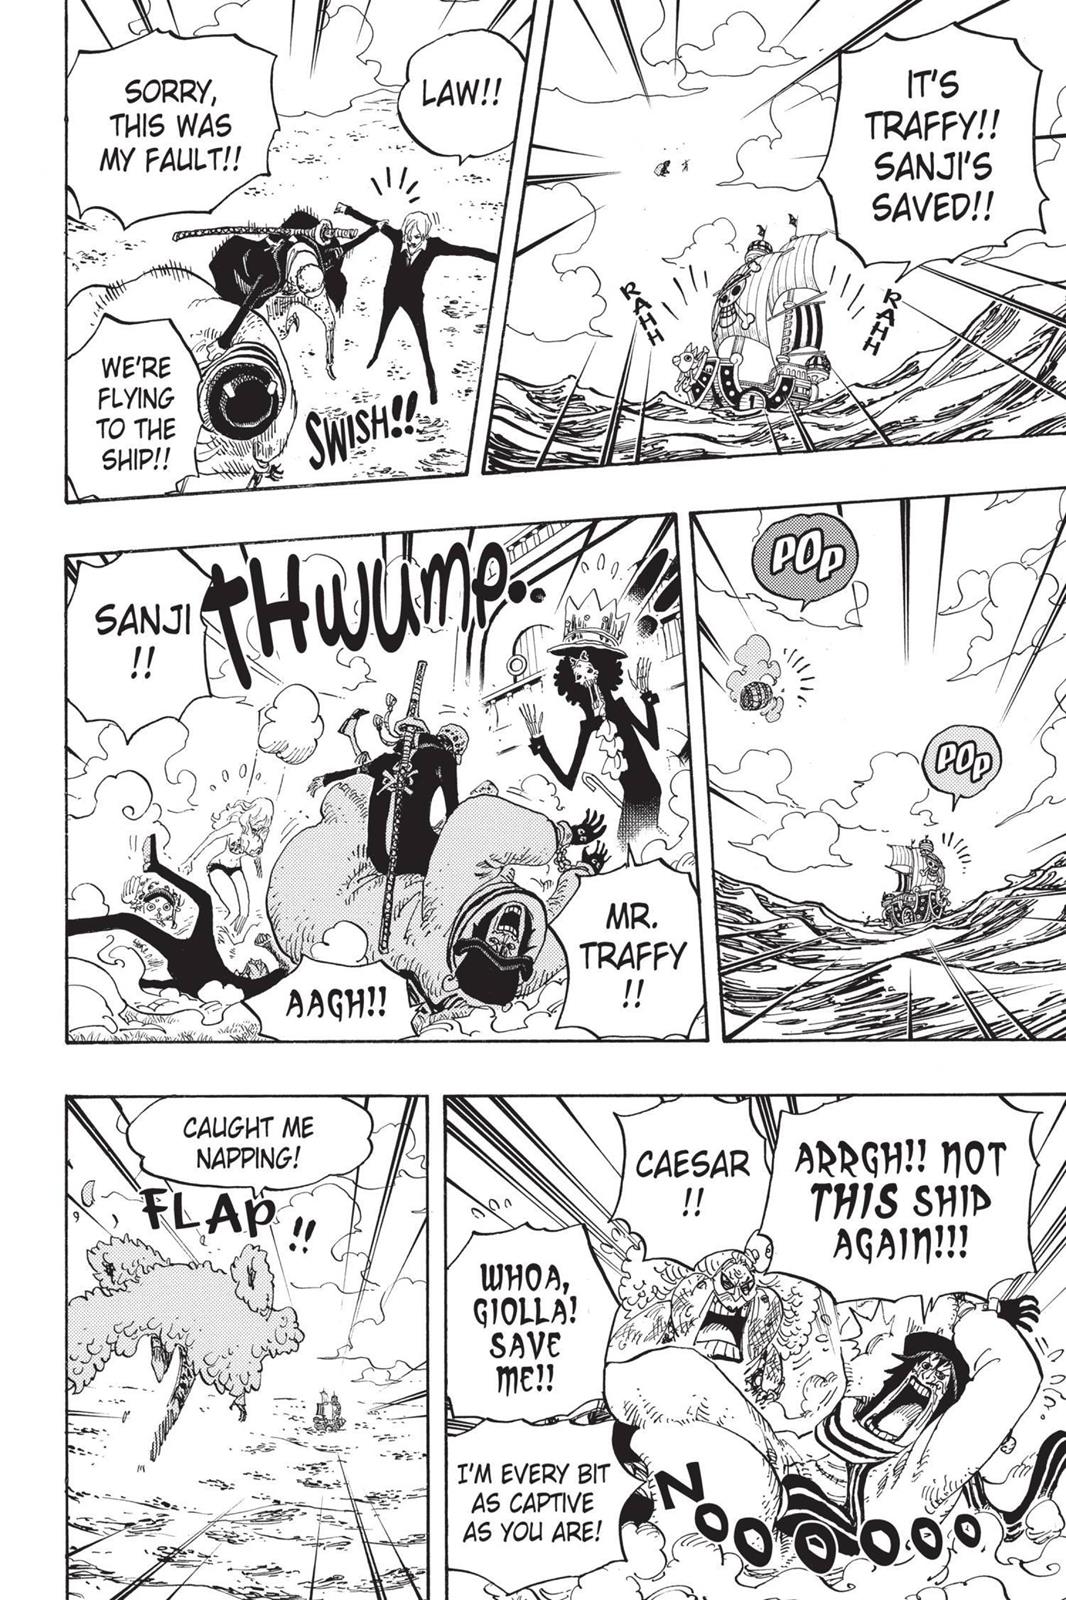 IT'S
TRAFFY!!
SANJI'S
SAVED!!
RAHH
RAHH
LAW!!
SORRY,
THIS WAS
MY FAULT!!
WE'RE
FLYING
TO THE
SHIP!!
SWISH!!
POP
POP
THWUMP..
SANJI
!!
MR.
TRAFFY
!!
AAGH!!
ARRGH!! NOT
THIS SHIP
AGAIN!!!
CAESAR
!!
WHOA,
GIOLLA!
SAVE
ME!!
I'M EVERY BIT
AS CAPTIVE
AS YOU ARE!
NOOOOOOO
CAUGHT ME
NAPPING!
FLAP!!